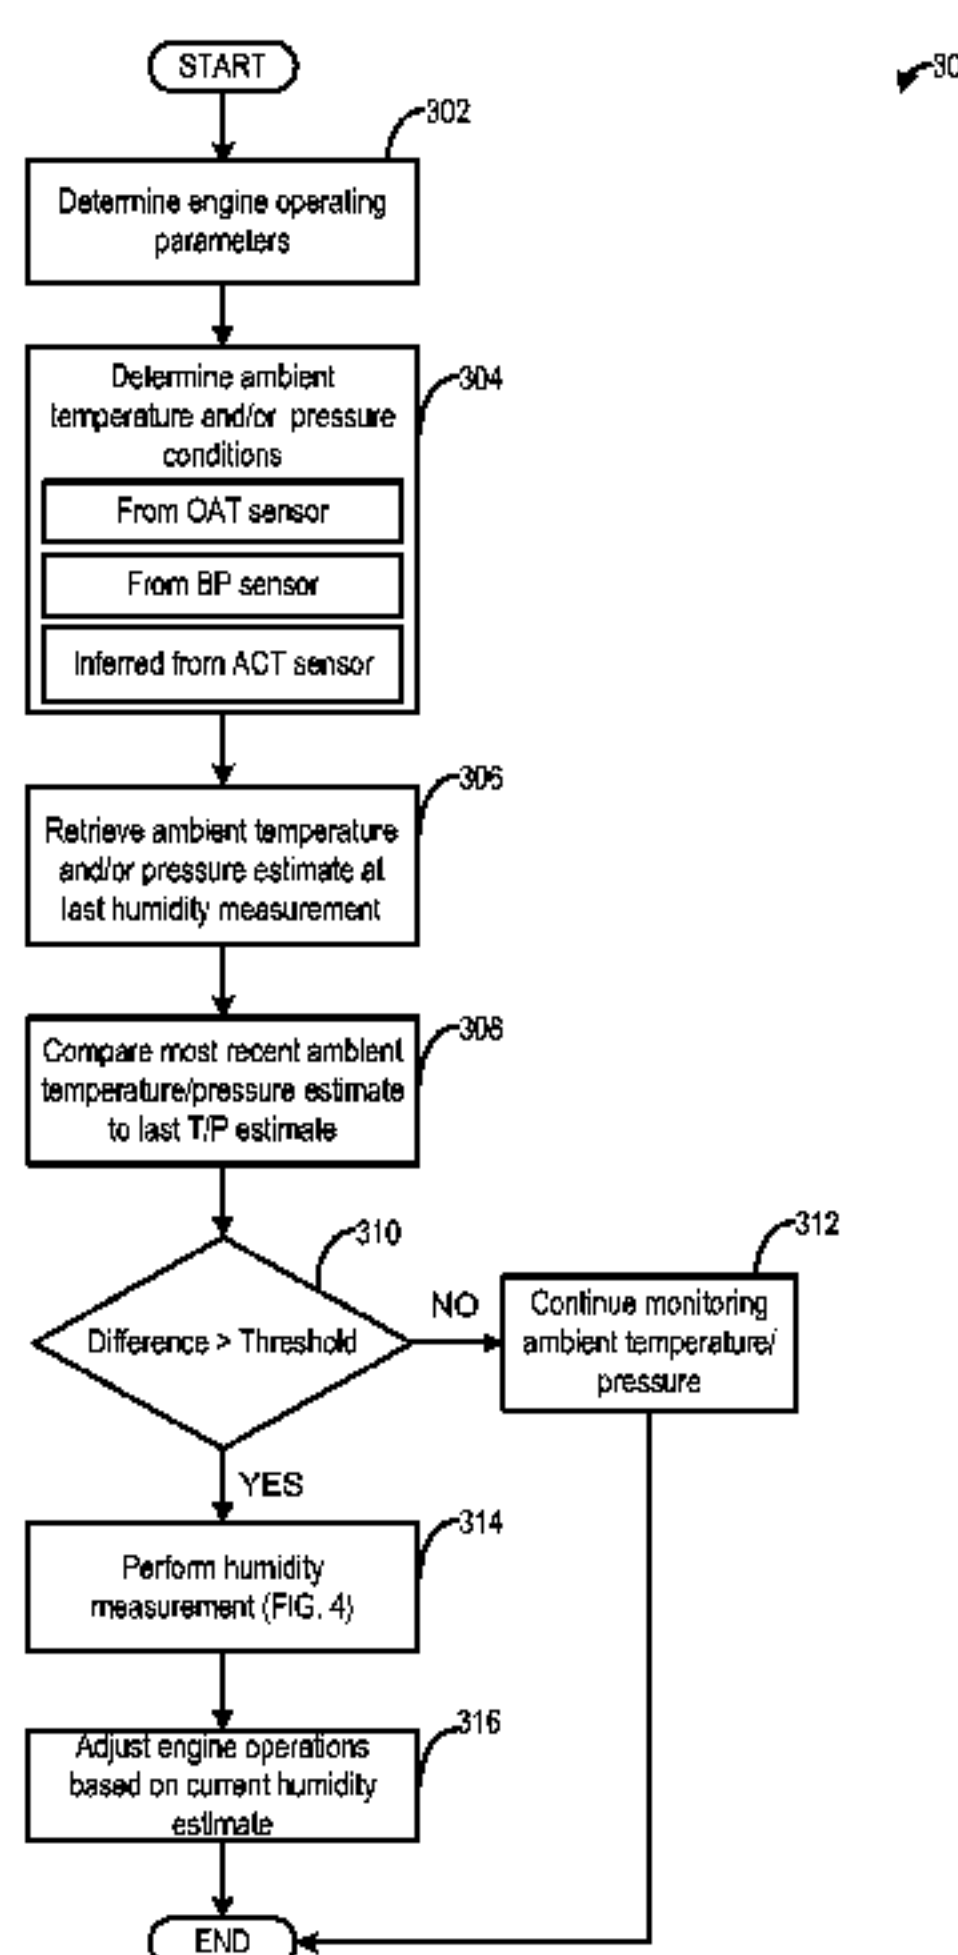 START
302
Determine engine operating
parameters
304
Determine ambient
temperature and/or pressure
conditions
From OAT sensor
From BP sensor
Inferred from ACT sensor
306
Retrieve ambient temperature
and/or pressure estimate at
last humidity measurement
308
Compare most recent ambient
temperature/pressure estimate
to last T/P estimate
310
Difference > Threshold
NO
312
Continue monitoring
ambient temperature/
pressure
YES
314
Perform humidity
measurement (FIG. 4)
316
Adjust engine operations
based on current humidity
estimate
END